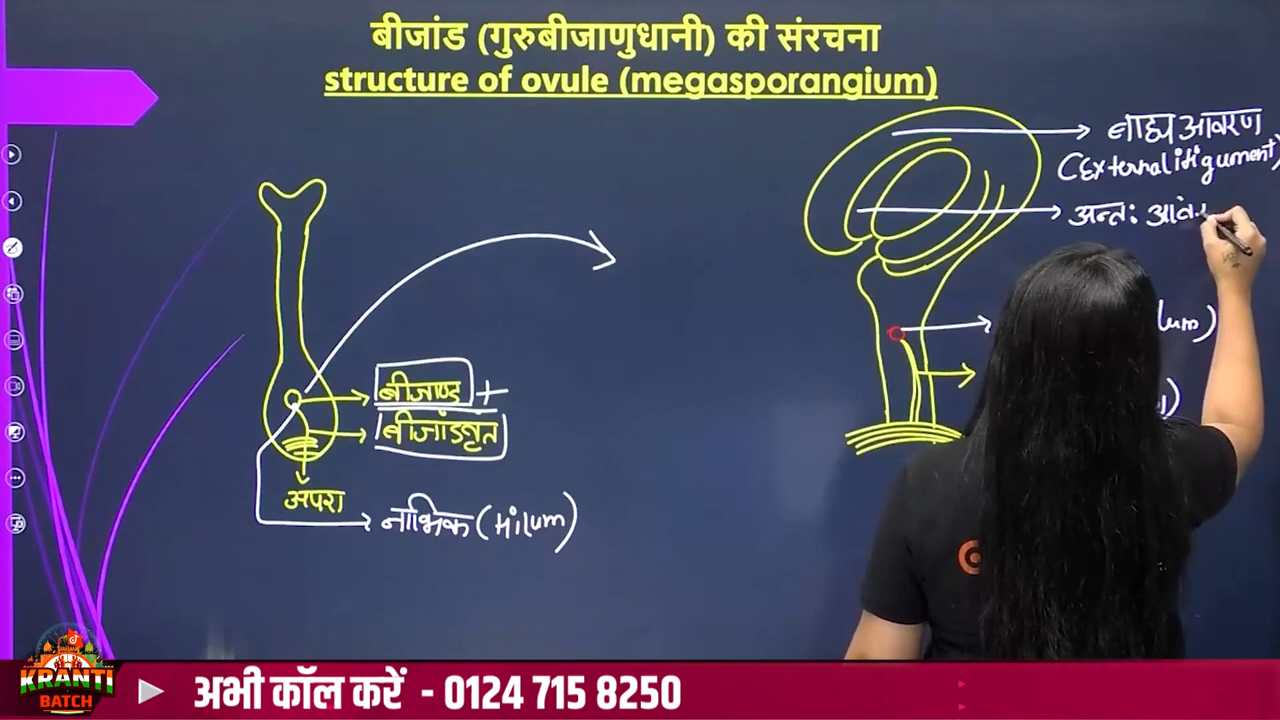 बीजांड (गुरुबीजाणुधानी) की संरचना
structure of ovule (megasporangium)
बाह्य आवरण
(External itigument)
अन्तः आव
lum)
बीजाण्ड +
बीजांडवृत
अपरा
नाभिक (Hilum)
KRANTI
BATCH
अभी कॉल करें - 0124 715 8250